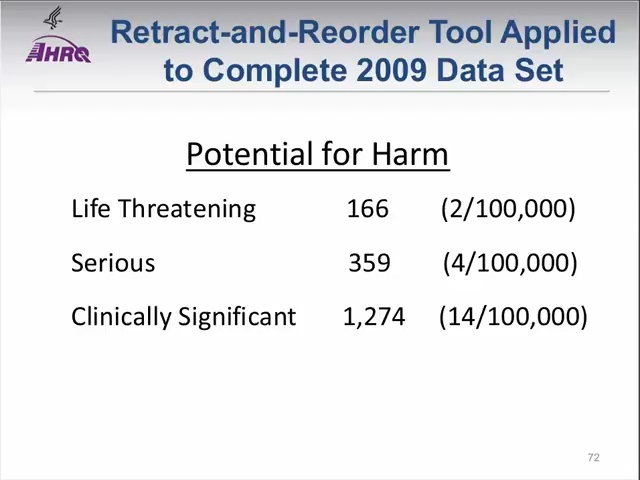 AHRQ
Retract-and-Reorder Tool Applied
to Complete 2009 Data Set
Potential for Harm
Life Threatening 166 (2/100,000)
Serious 359 (4/100,000)
Clinically Significant 1,274 (14/100,000)
72